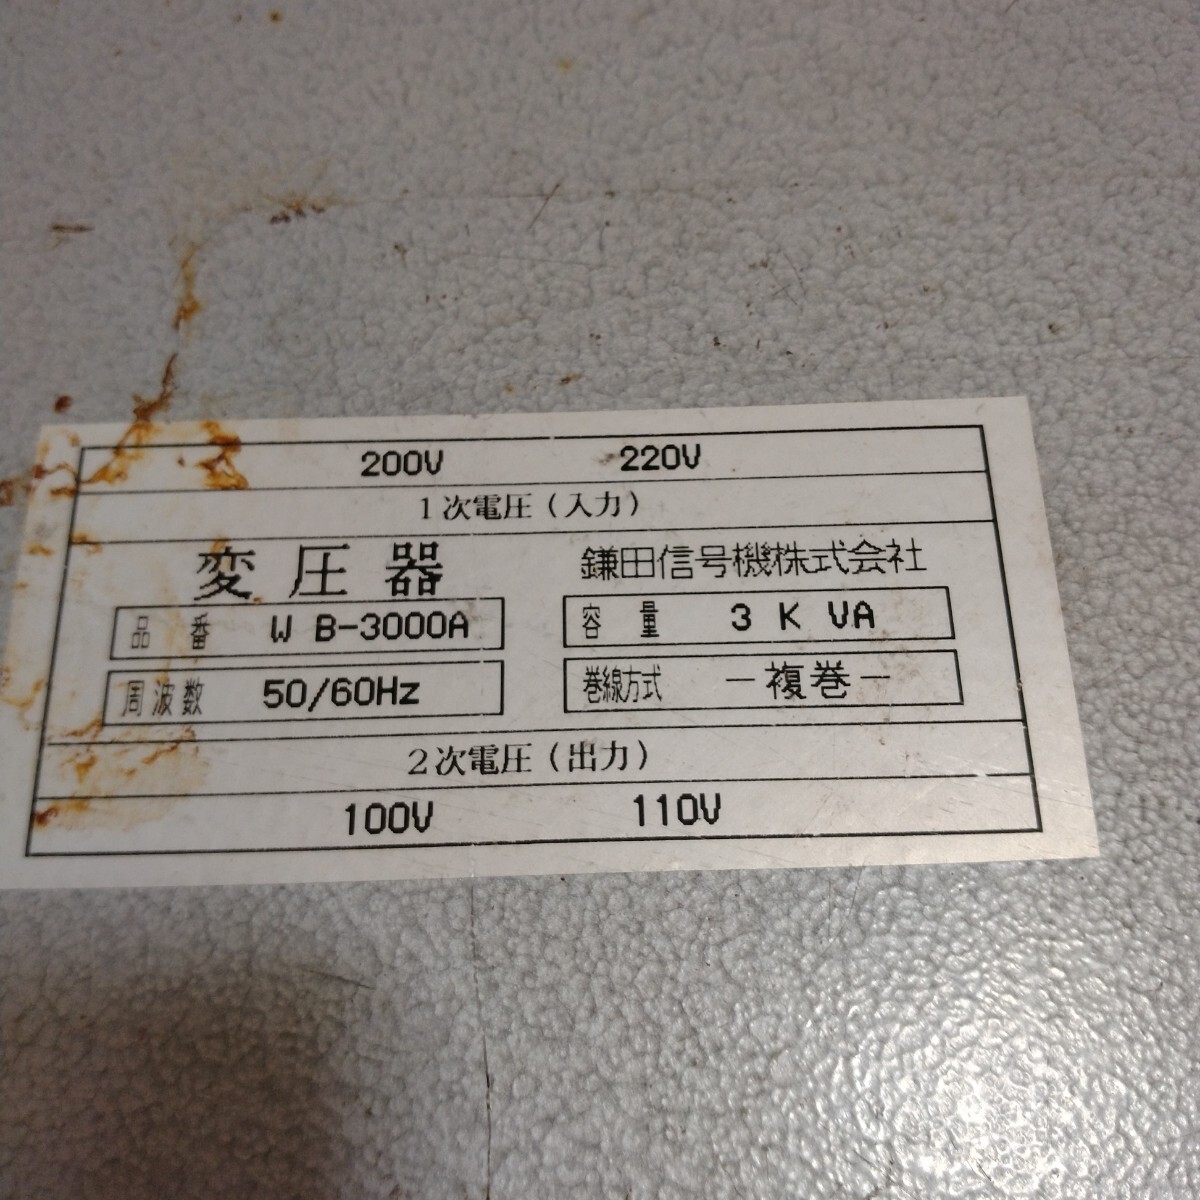 200V 220V
1次電圧(入力)
変圧器 鎌田信号機株式会社
品番 W B-3000A 容量 3 K VA
周波数 50/60Hz 巻線方式 -複巻-
2次電圧(出力)
100V 110V